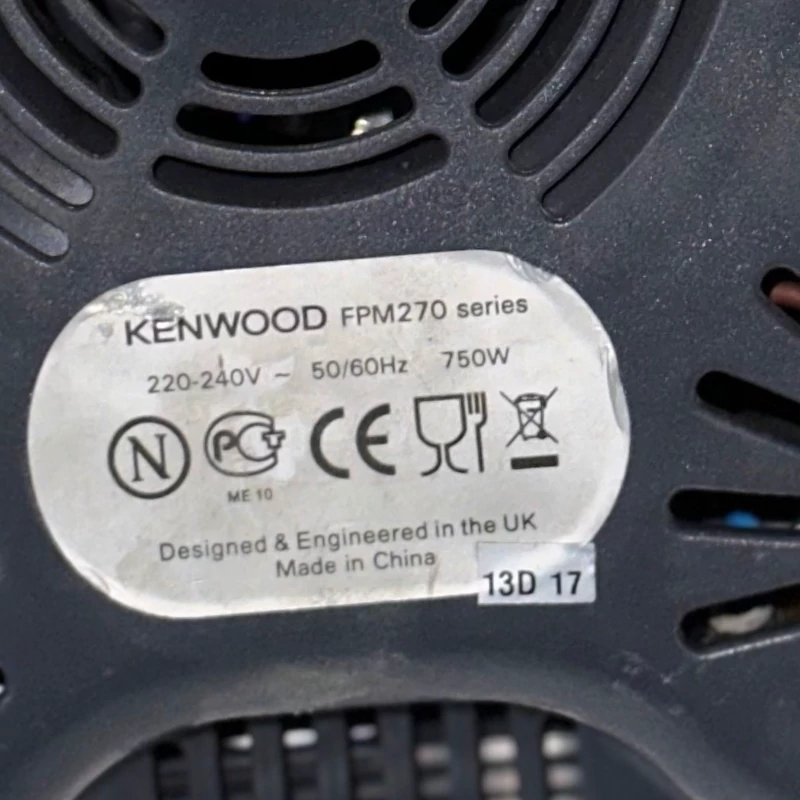 KENWOOD FPM270 series
220-240V ~ 50/60Hz 750W
N PCT CE
ME 10
Designed & Engineered in the UK
Made in China
13D 17